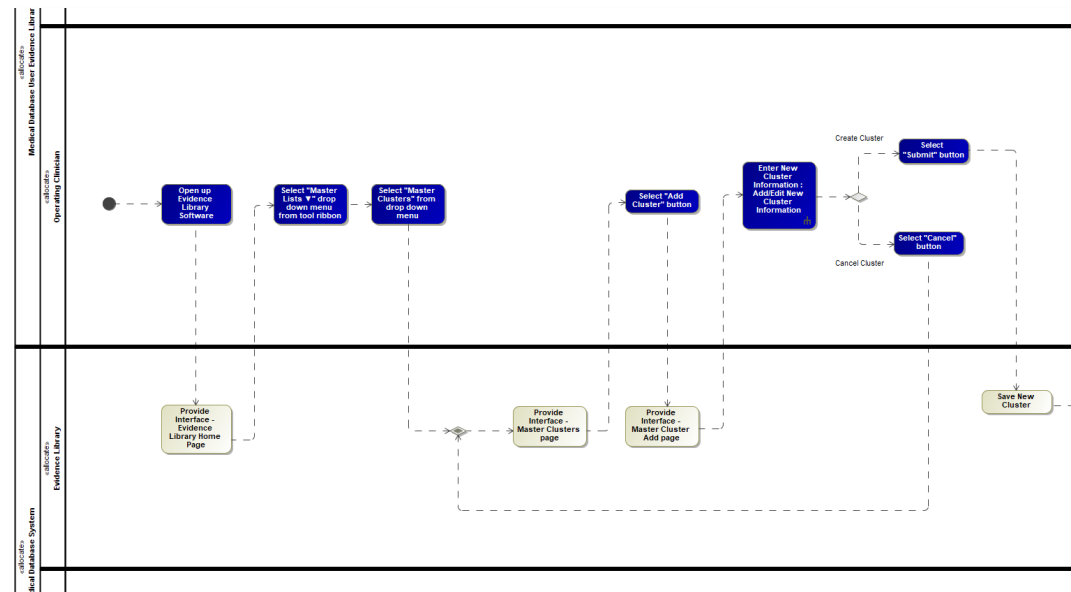 «allocate»
Medical Database User Evidence Librar
«allocate»
Operating Clinician
Open up
Evidence
Library
Software
Select "Master
Lists ▼" drop
down menu
from tool ribbon
Select "Master
Clusters" from
drop down
menu
Select "Add
Cluster" button
Enter New
Cluster
Information :
Add/Edit New
Cluster
Information
Create Cluster
Select
"Submit" button
Select "Cancel"
button
Cancel Cluster
«allocate»
dical Database System
«allocate»
Evidence Library
Provide
Interface -
Evidence
Library Home
Page
Provide
Interface -
Master Clusters
page
Provide
Interface -
Master Cluster
Add page
Save New
Cluster